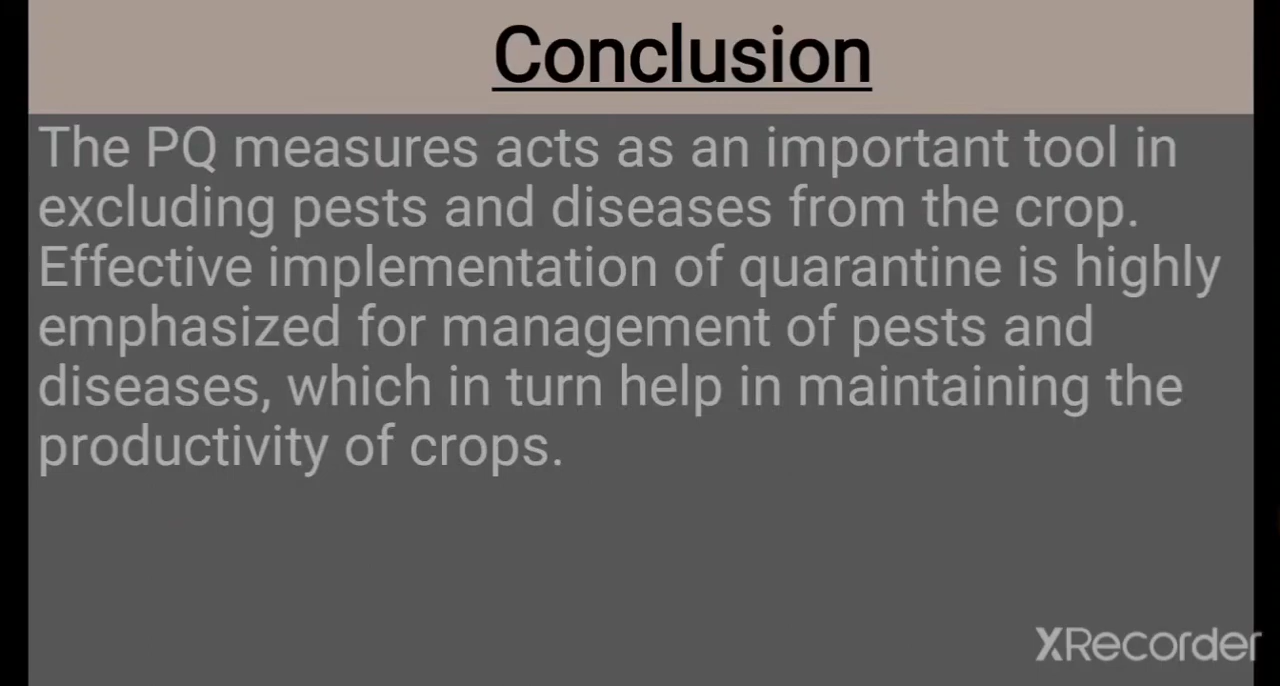 Conclusion
The PQ measures acts as an important tool in
excluding pests and diseases from the crop.
Effective implementation of quarantine is highly
emphasized for management of pests and
diseases, which in turn help in maintaining the
productivity of crops.
XRecorder